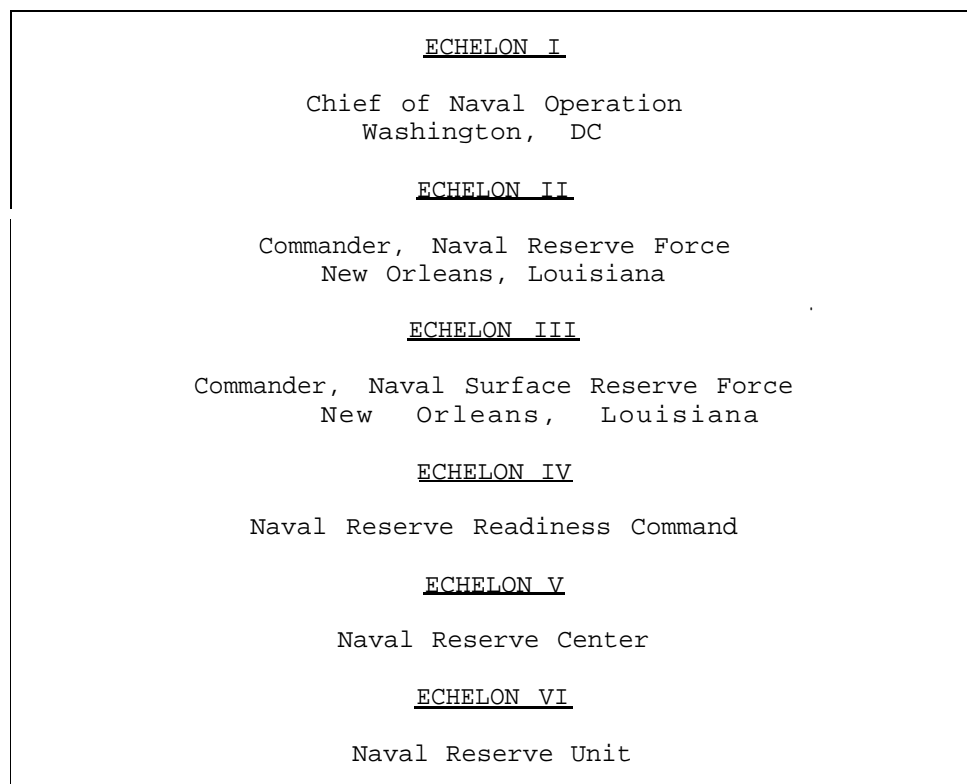 ECHELON I
Chief of Naval Operation
Washington, DC
ECHELON II
Commander, Naval Reserve Force
New Orleans, Louisiana
ECHELON III
Commander, Naval Surface Reserve Force
New Orleans, Louisiana
ECHELON IV
Naval Reserve Readiness Command
ECHELON V
Naval Reserve Center
ECHELON VI
Naval Reserve Unit